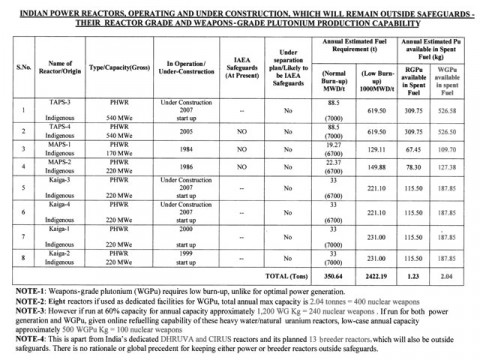 INDIAN POWER REACTORS, OPERATING AND UNDER CONSTRUCTION, WHICH WILL REMAIN OUTSIDE SAFEGUARDS -
THEIR REACTOR GRADE AND WEAPONS-GRADE PLUTONIUM PRODUCTION CAPABILITY
S.No. Name of Reactor/Origin Type/Capacity(Gross) In Operation/ Under-Construction IAEA Safeguards (At Present) Under separation plan/Likely to be IAEA Safeguards Annual Estimated Fuel Requirement (t) Annual Estimated Pu available in Spent Fuel (kg)
(Normal Burn-up) MWD/t (Low Burn-up) 1000MWD/t RGPu available in Spent Fuel WGPu available in Spent Fuel
1 TAPS-3 Indigenous PHWR 540 MWe Under Construction 2007 start up -- No 88.5 (7000) 619.50 309.75 526.58
2 TAPS-4 Indigenous PHWR 540 MWe 2005 NO No 88.5 (7000) 619.50 309.75 526.50
3 MAPS-1 Indigenous PHWR 170 MWe 1984 NO No 19.27 (6700) 129.11 67.45 109.70
4 MAPS-2 Indigenous PHWR 220 MWe 1986 NO No 22.37 (6700) 149.88 78.30 127.38
5 Kaiga-3 Indigenous PHWR 220 MWe Under Construction 2007 start up -- No 33 (6700) 221.10 115.50 187.85
6 Kaiga-4 Indigenous PHWR 220 MWe Under Construction 2007 start up -- No 33 (6700) 221.10 115.50 187.85
7 Kaiga-1 Indigenous PHWR 220 MWe 2000 start up -- No 33 (7000) 231.00 115.50 187.85
8 Kaiga-2 Indigenous PHWR 220 MWe 1999 start up -- No 33 (7000) 231.00 115.50 187.85
TOTAL (Tons) 350.64 2422.19 1.23 2.04
NOTE-1: Weapons-grade plutonium (WGPu) requires low burn-up, unlike for optimal power generation.
NOTE-2: Eight reactors if used as dedicated facilities for WGPu, total annual max capacity is 2.04 tonnes = 400 nuclear weapons
NOTE-3: However if run at 60% capacity for annual capacity approximately 1,200 WG Kg = 240 nuclear weapons . If run for both power
generation and WGPu, given online refuelling capability of these heavy water/natural uranium reactors, low-case annual capacity
approximately 500 WGPu Kg = 100 nuclear weapons
NOTE-4: This is apart from India's dedicated DHRUVA and CIRUS reactors and its planned 13 breeder reactors, which will also be outside
safeguards. There is no rationale or global precedent for keeping either power or breeder reactors outside safeguards.